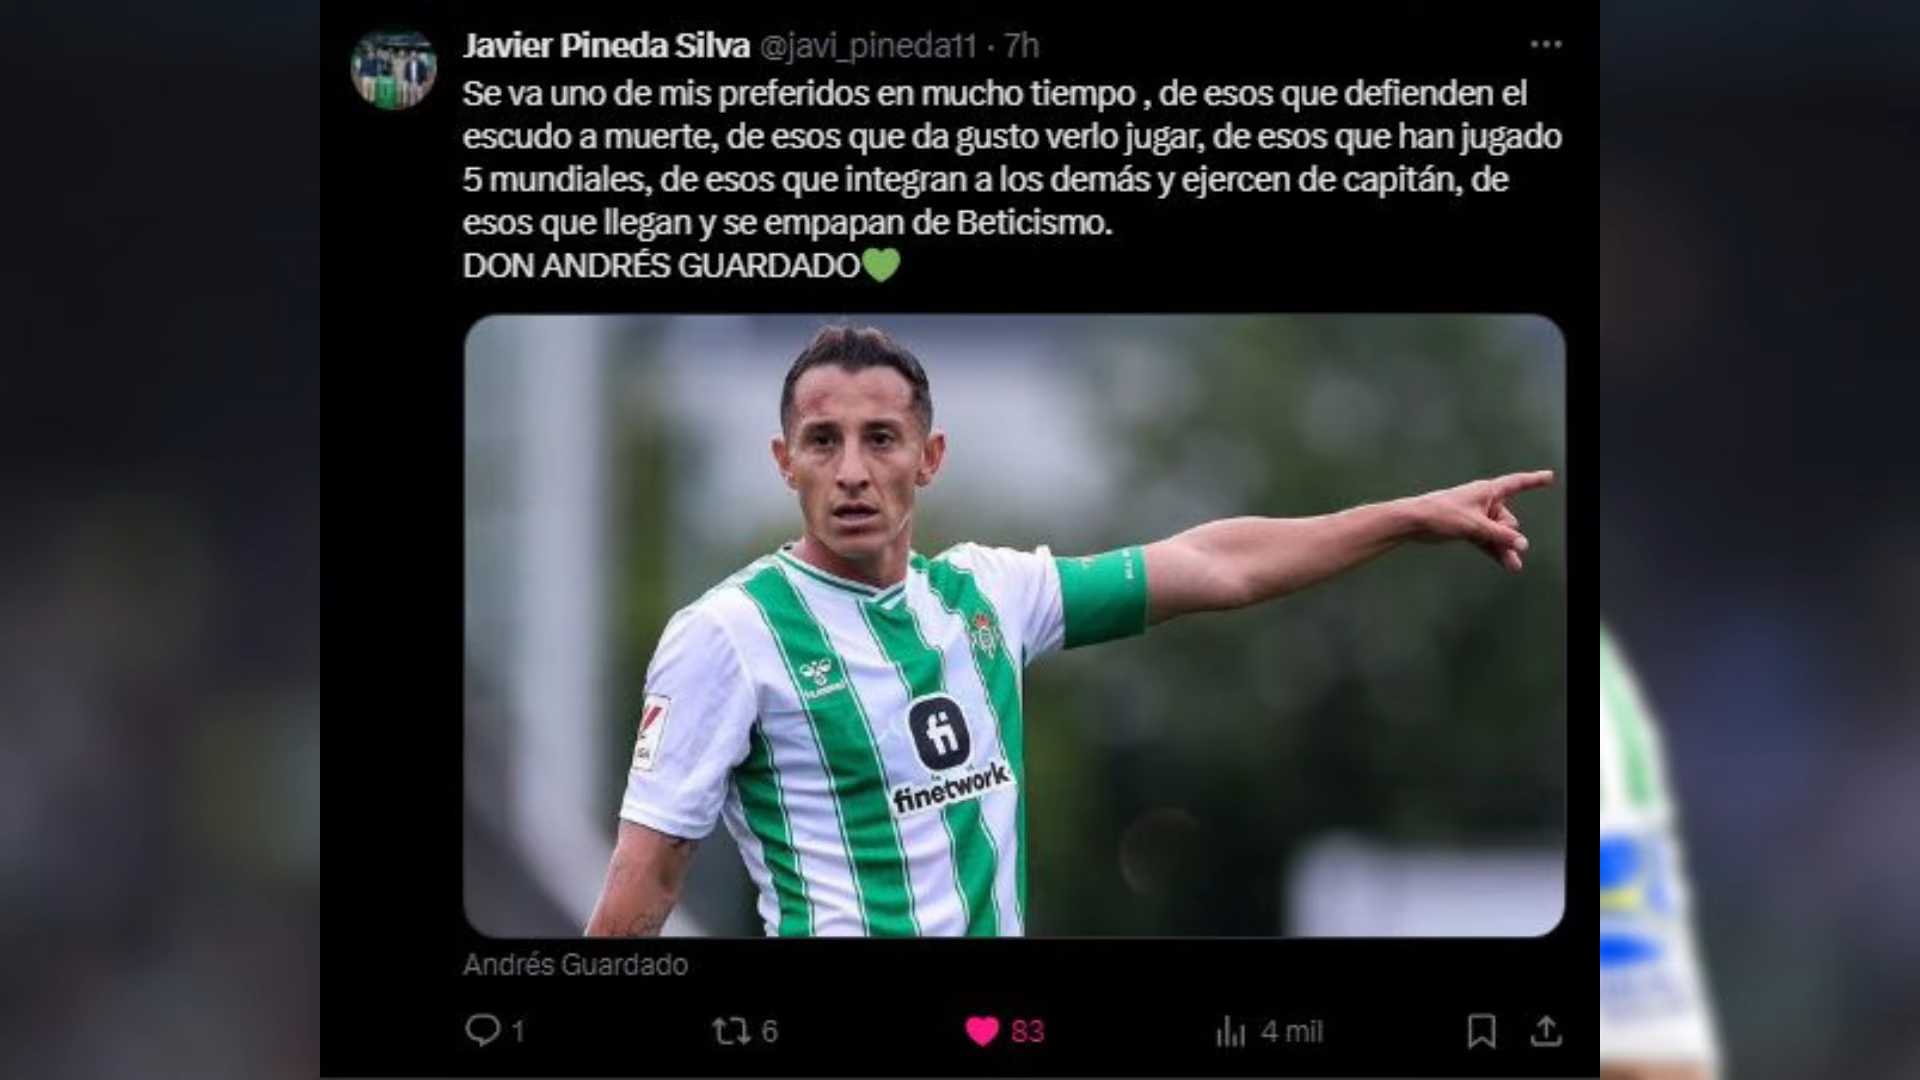 Javier Pineda Silva @javi_pineda11 · 7h
Se va uno de mis preferidos en mucho tiempo , de esos que defienden el
escudo a muerte, de esos que da gusto verlo jugar, de esos que han jugado
5 mundiales, de esos que integran a los demás y ejercen de capitán, de
esos que llegan y se empapan de Beticismo.
DON ANDRÉS GUARDADO💚
hummel
fi
finetwork
Andrés Guardado
1 6 83 4 mil